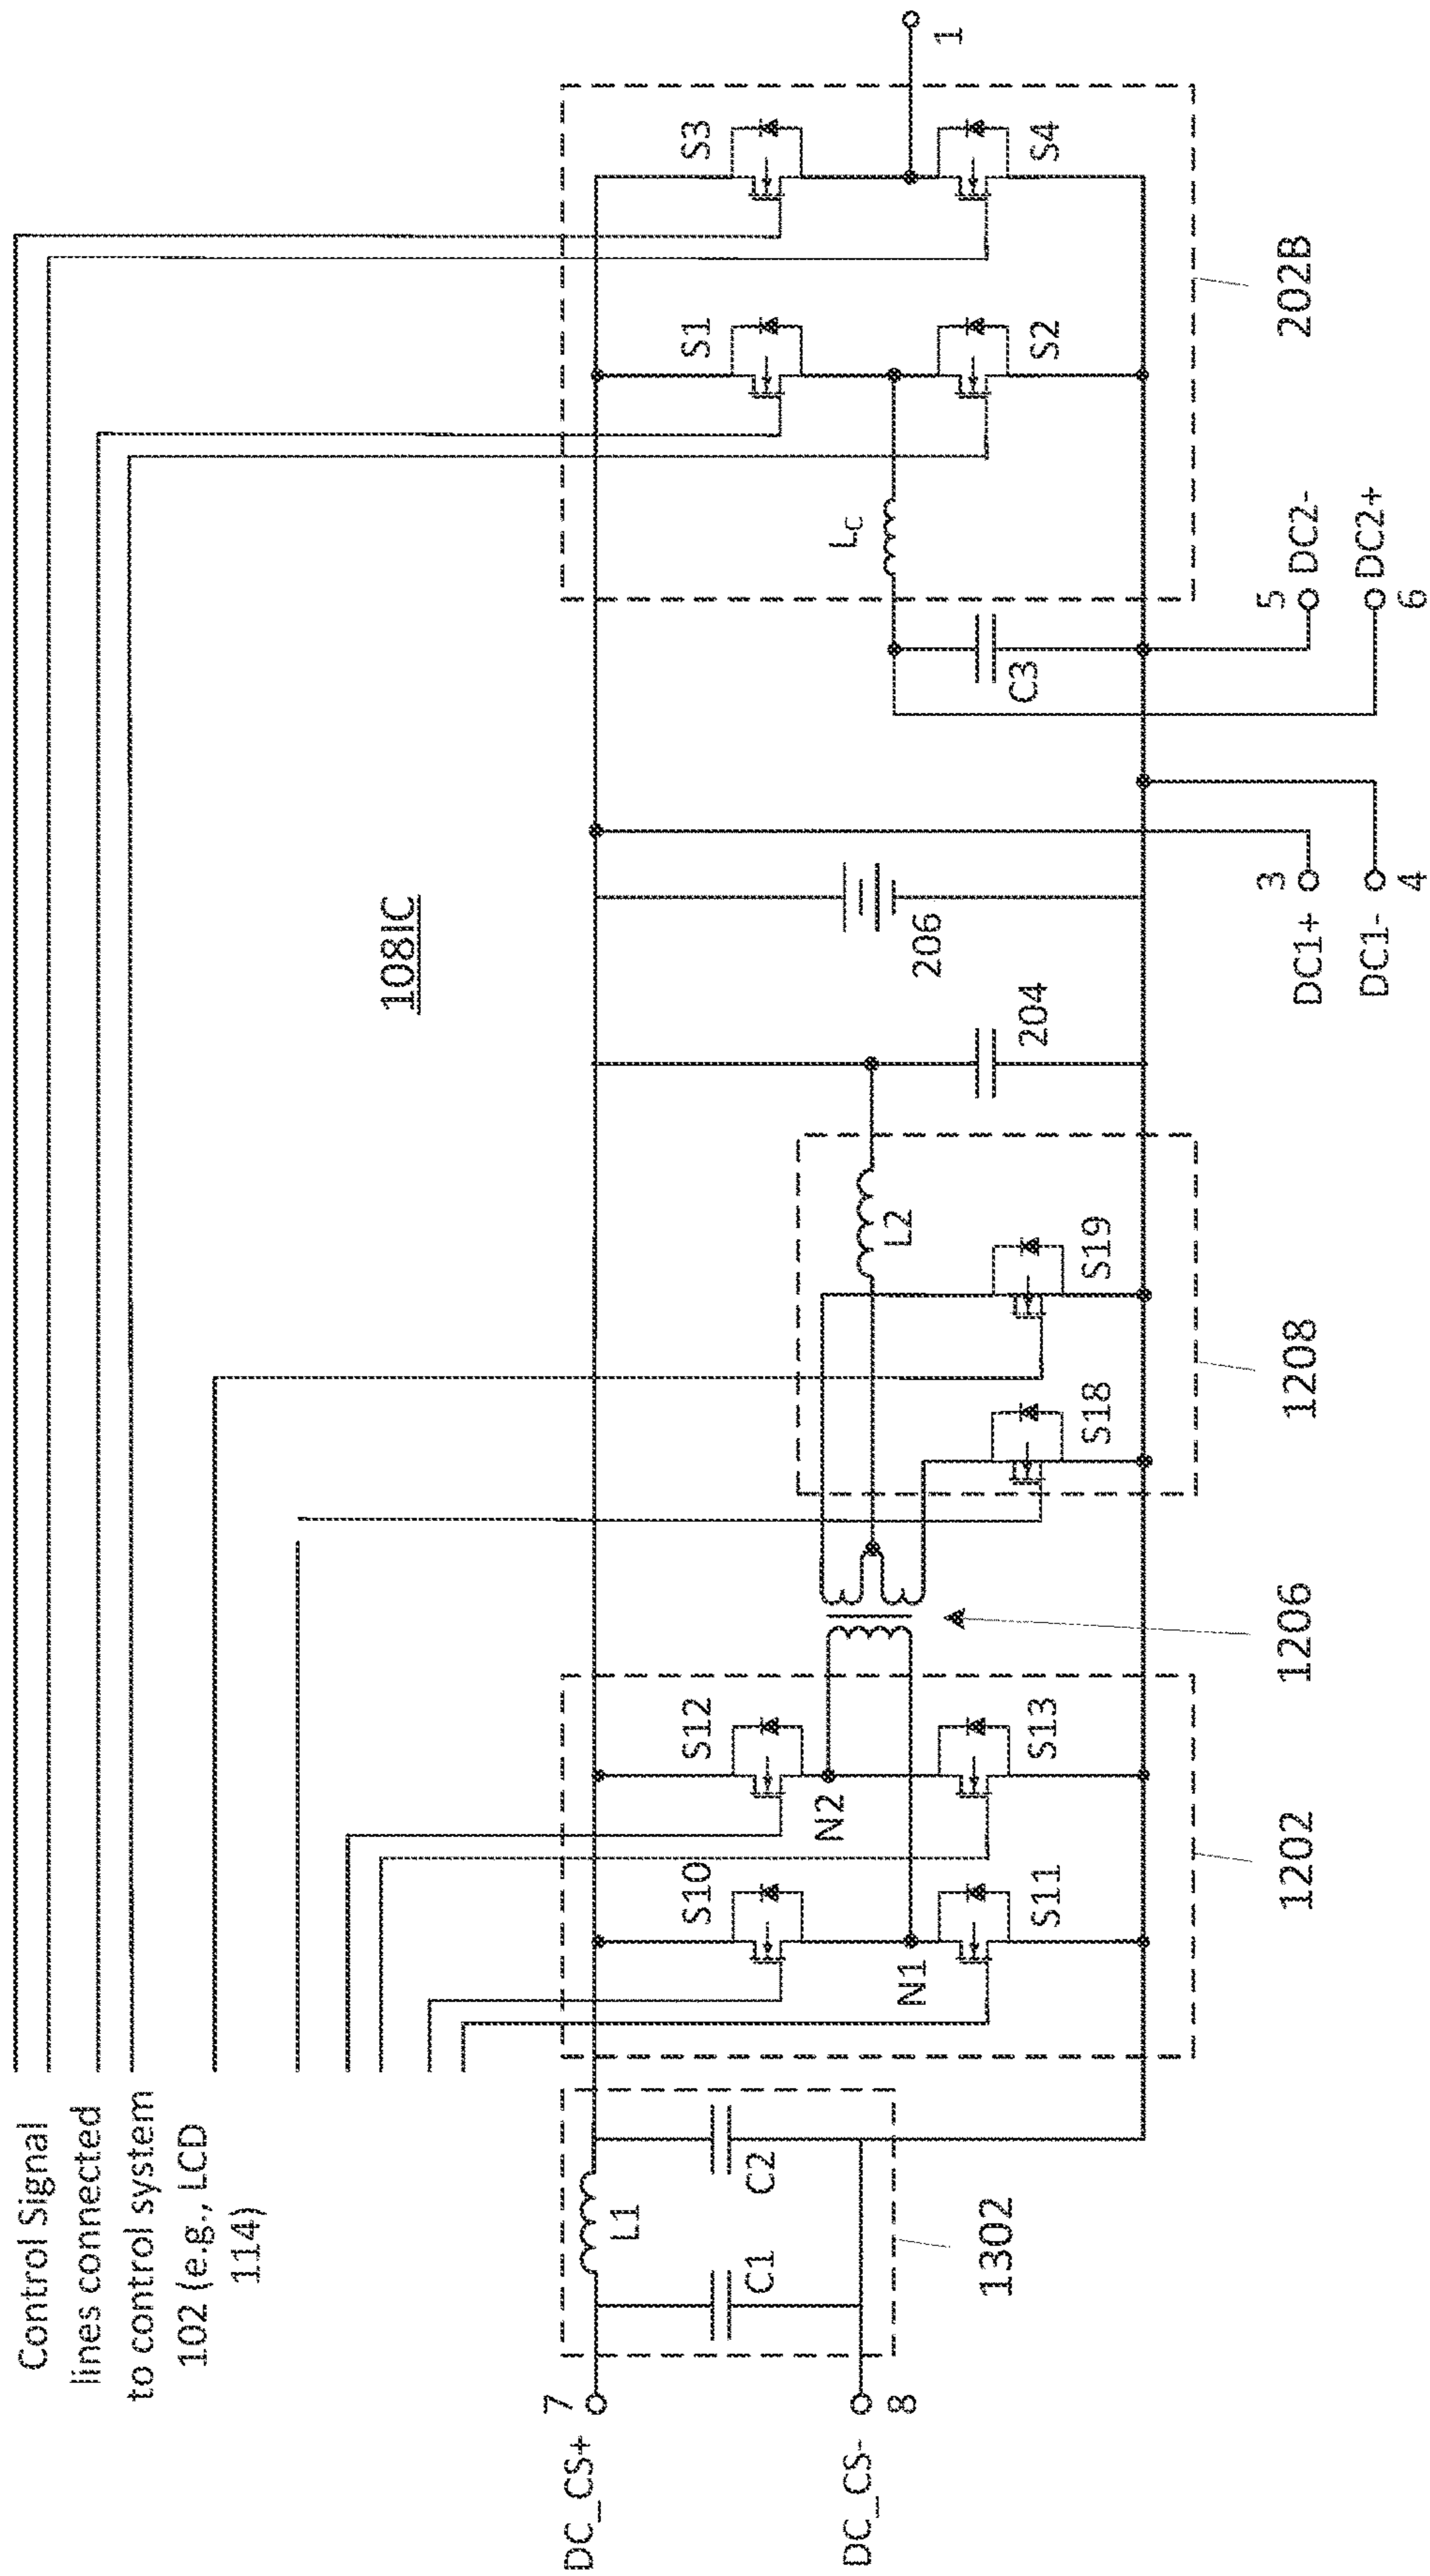 Control Signal
lines connected
to control system
102 (e.g., LCD
114)
108IC
DC_CS+
7
DC_CS-
8
L1
C1
C2
1302
S10
S12
N2
N1
S11
S13
1202
1206
L2
S18
S19
1208
204
206
3
DC1+
DC1-
4
C3
5
DC2-
DC2+
6
LC
S1
S3
S2
S4
202B
1